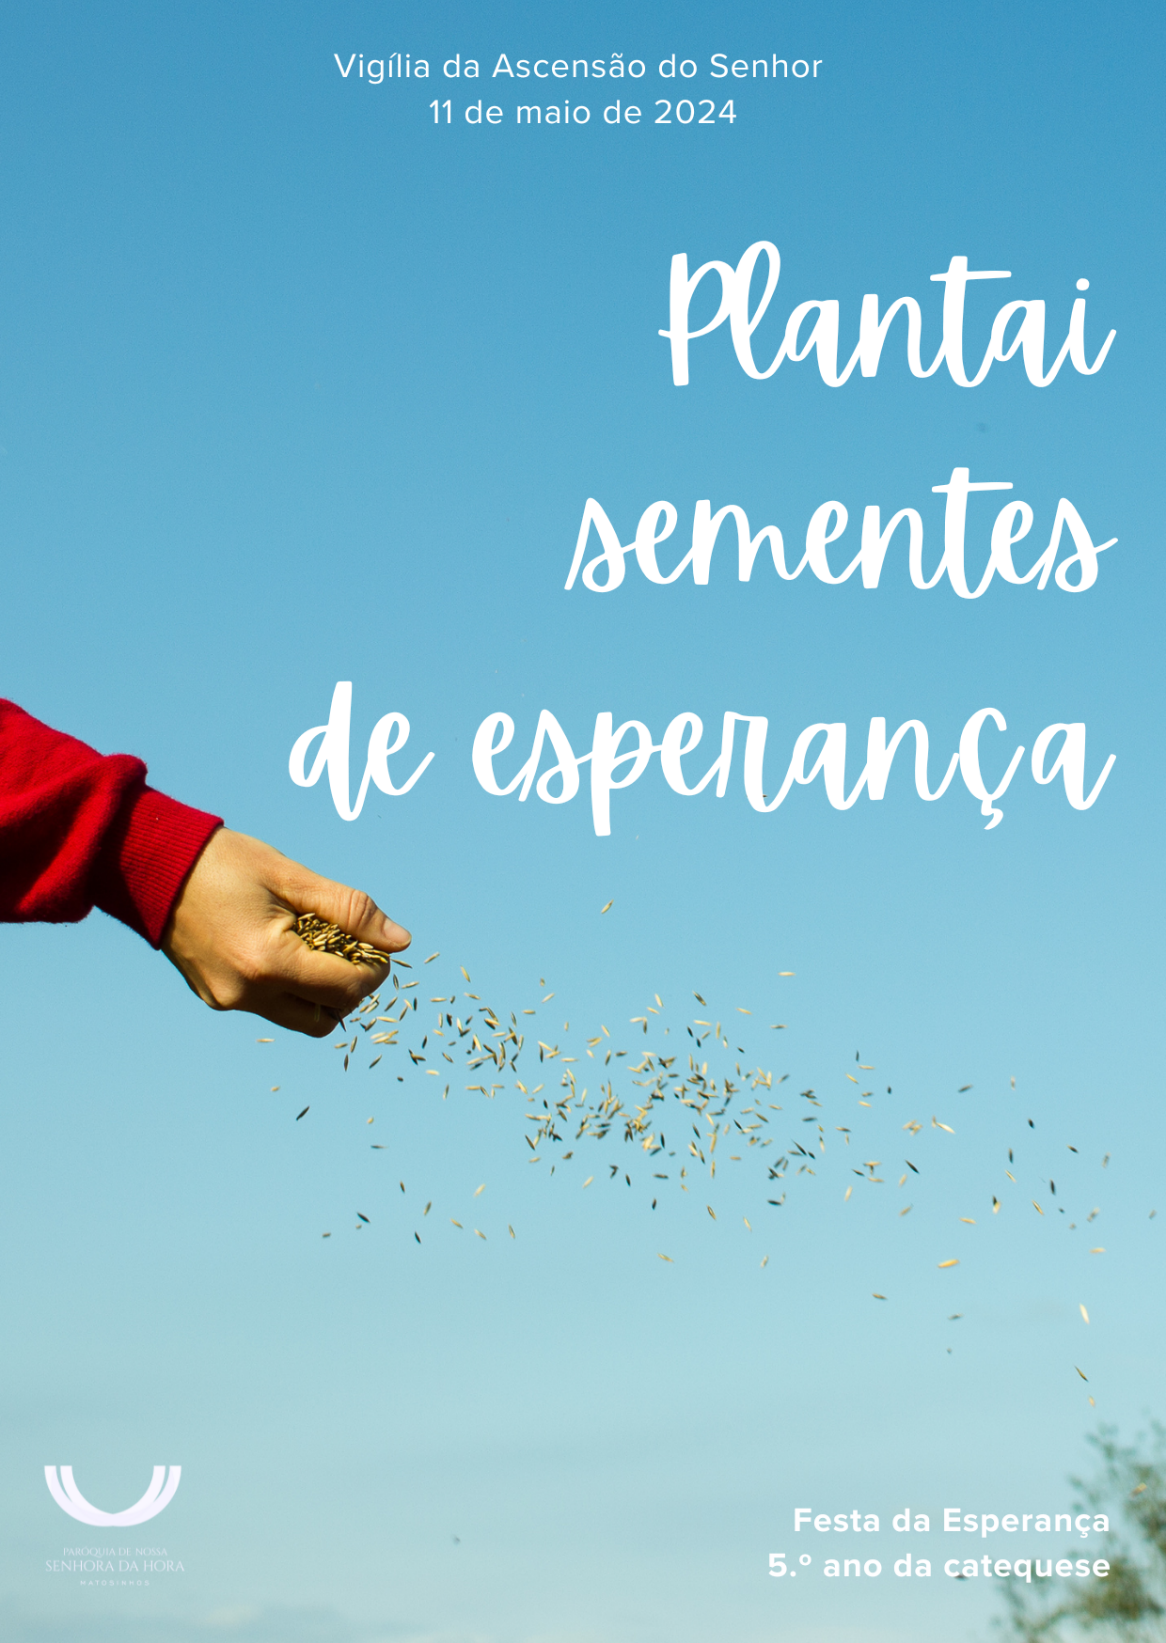 Vigília da Ascensão do Senhor
11 de maio de 2024
Plantai
sementes
de esperança
PARÓQUIA DE NOSSA
SENHORA DA HORA
MATOSINHOS
Festa da Esperança
5.º ano da catequese